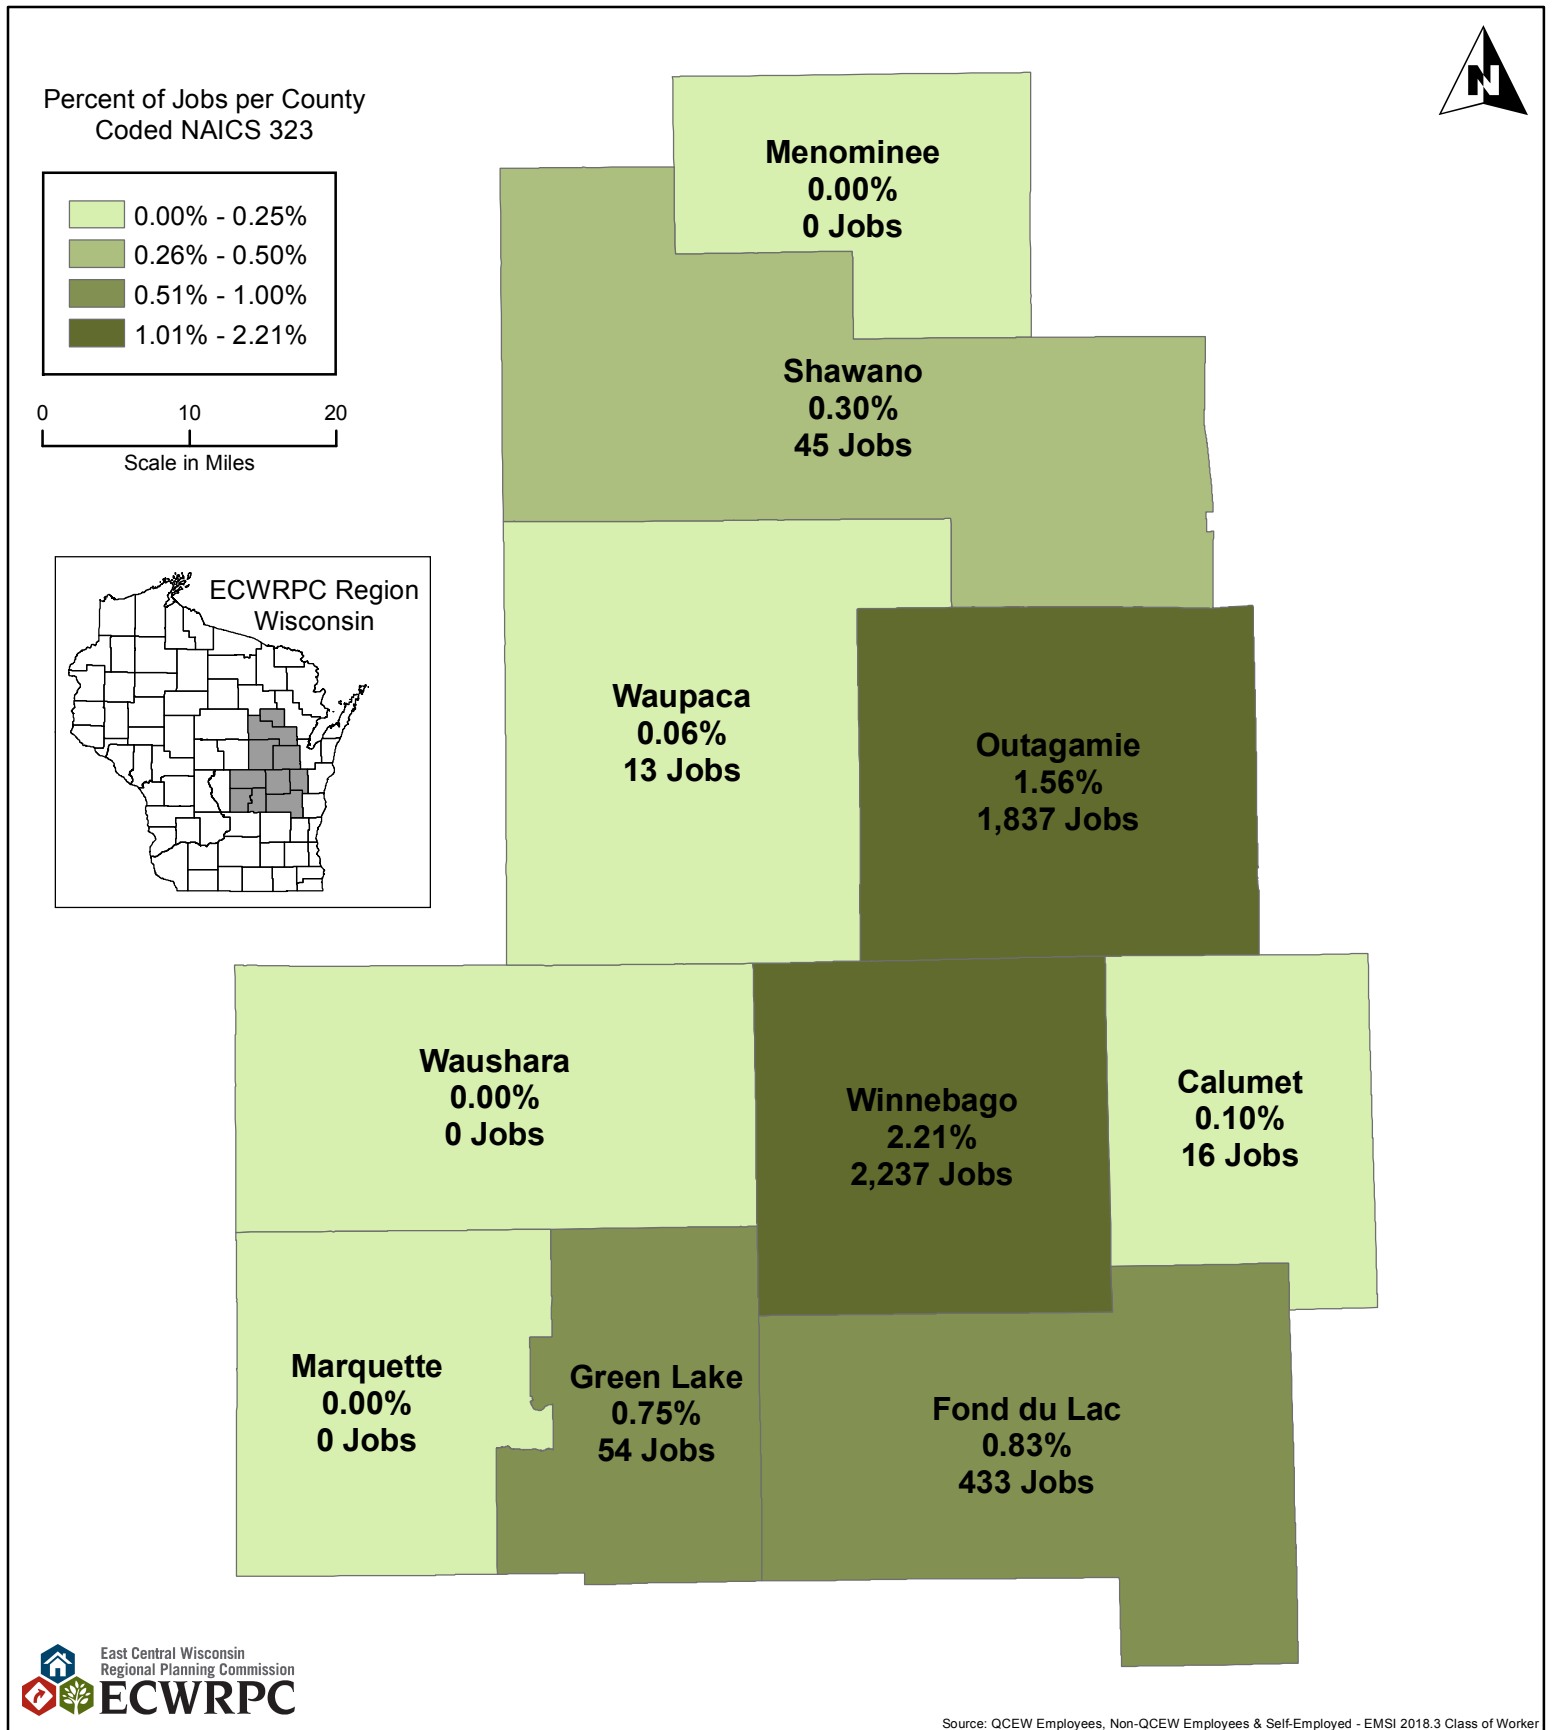 Percent of Jobs per County
Coded NAICS 323
0.00% - 0.25%
0.26% - 0.50%
0.51% - 1.00%
1.01% - 2.21%
0 10 20
Scale in Miles
ECWRPC Region
Wisconsin
N
Menominee
0.00%
0 Jobs
Shawano
0.30%
45 Jobs
Waupaca
0.06%
13 Jobs
Outagamie
1.56%
1,837 Jobs
Waushara
0.00%
0 Jobs
Winnebago
2.21%
2,237 Jobs
Calumet
0.10%
16 Jobs
Marquette
0.00%
0 Jobs
Green Lake
0.75%
54 Jobs
Fond du Lac
0.83%
433 Jobs
East Central Wisconsin
Regional Planning Commission
ECWRPC
Source: QCEW Employees, Non-QCEW Employees & Self-Employed - EMSI 2018.3 Class of Worker